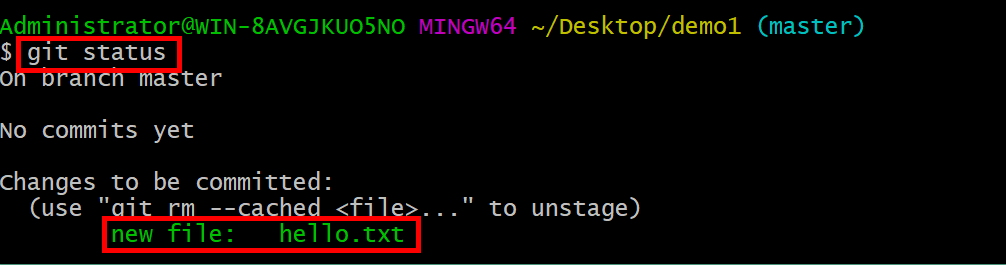 Administrator@WIN-8AVGJKUO5NO MINGW64 ~/Desktop/demo1 (master)
$ git status
On branch master
No commits yet
Changes to be committed:
(use "git rm --cached <file>..." to unstage)
new file: hello.txt